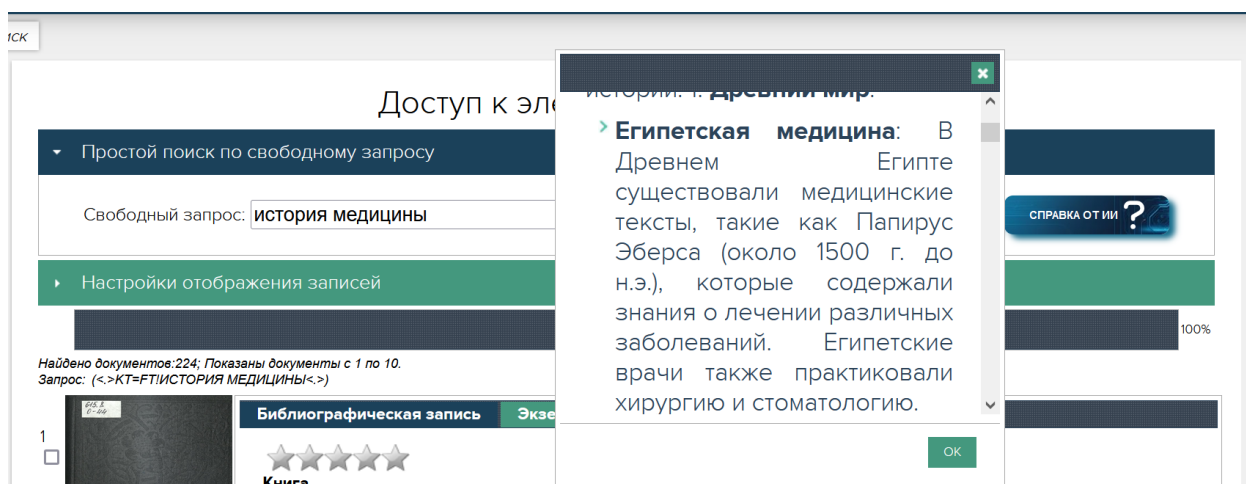 иск
Доступ к эле
Простой поиск по свободному запросу
Свободный запрос: история медицины
СПРАВКА ОТ ИИ ?
Настройки отображения записей
100%
Найдено документов:224; Показаны документы с 1 по 10.
Запрос: (<.>KT=FT!ИСТОРИЯ МЕДИЦИНЫ<.>)
1
Библиографическая запись Экзе
Книга
истории: 1. Древний мир:
Египетская медицина: В
Древнем Египте
существовали медицинские
тексты, такие как Папирус
Эберса (около 1500 г. до
н.э.), которые содержали
знания о лечении различных
заболеваний. Египетские
врачи также практиковали
хирургию и стоматологию.
OK